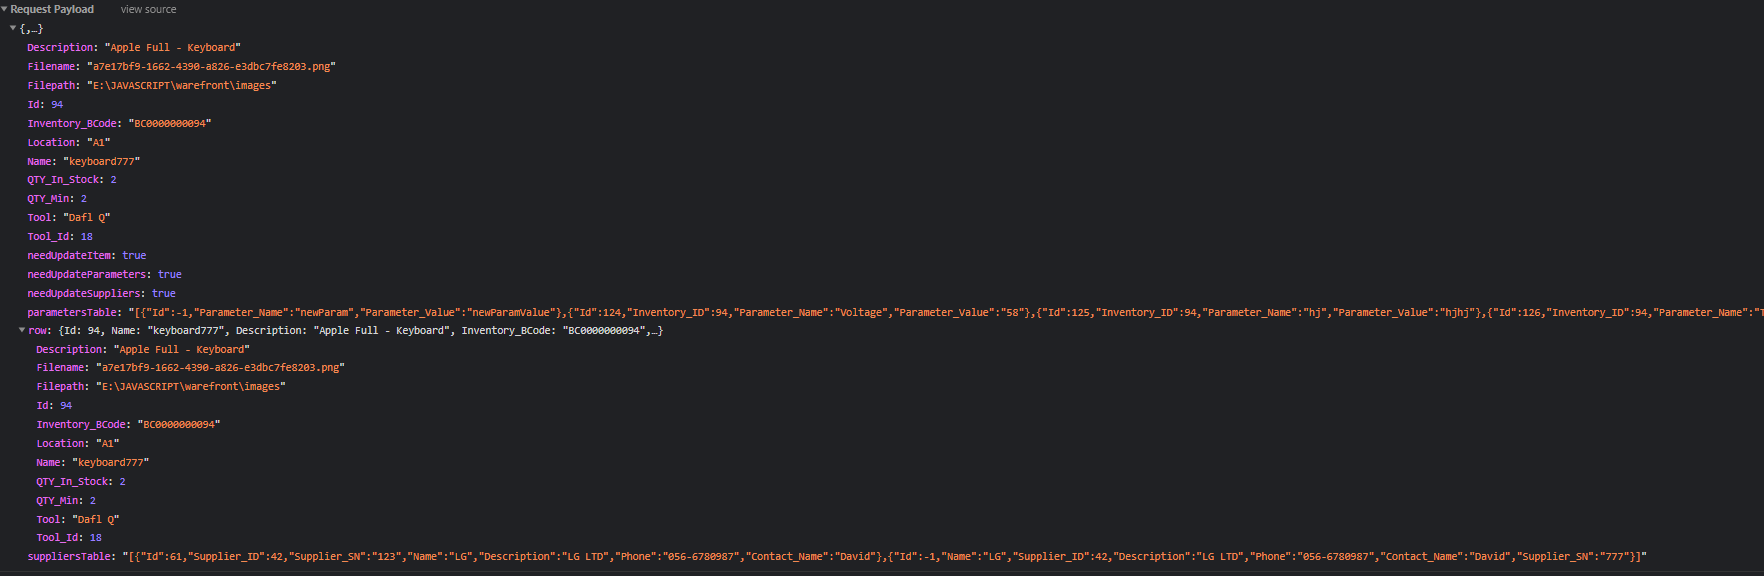 Request Payload view source
{,…}
Description: "Apple Full - Keyboard"
Filename: "a7e17bf9-1662-4390-a826-e3dbc7fe8203.png"
Filepath: "E:\JAVASCRIPT\warefront\images"
Id: 94
Inventory_BCode: "BC0000000094"
Location: "A1"
Name: "keyboard777"
QTY_In_Stock: 2
QTY_Min: 2
Tool: "Dafl Q"
Tool_Id: 18
needUpdateItem: true
needUpdateParameters: true
needUpdateSuppliers: true
parametersTable: "[{"Id":-1,"Parameter_Name":"newParam","Parameter_Value":"newParamValue"},{"Id":124,"Inventory_ID":94,"Parameter_Name":"Voltage","Parameter_Value":"58"},{"Id":125,"Inventory_ID":94,"Parameter_Name":"hj","Parameter_Value":"hjhj"},{"Id":126,"Inventory_ID":94,"Parameter_Name":"
row: {Id: 94, Name: "keyboard777", Description: "Apple Full - Keyboard", Inventory_BCode: "BC0000000094",…}
Description: "Apple Full - Keyboard"
Filename: "a7e17bf9-1662-4390-a826-e3dbc7fe8203.png"
Filepath: "E:\JAVASCRIPT\warefront\images"
Id: 94
Inventory_BCode: "BC0000000094"
Location: "A1"
Name: "keyboard777"
QTY_In_Stock: 2
QTY_Min: 2
Tool: "Dafl Q"
Tool_Id: 18
suppliersTable: "[{"Id":61,"Supplier_ID":42,"Supplier_SN":"123","Name":"LG","Description":"LG LTD","Phone":"056-6780987","Contact_Name":"David"},{"Id":-1,"Name":"LG","Supplier_ID":42,"Description":"LG LTD","Phone":"056-6780987","Contact_Name":"David","Supplier_SN":"777"}]"